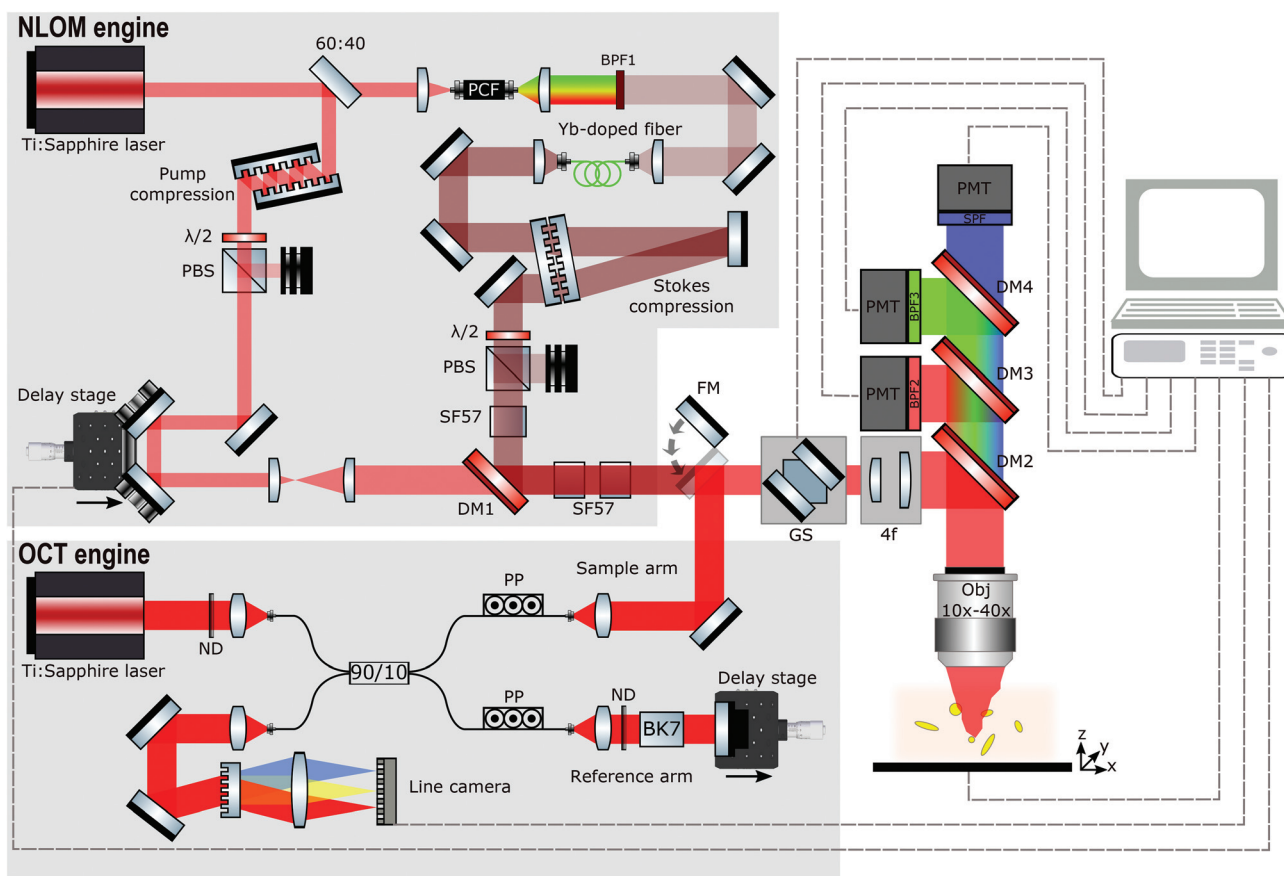 NLOM engine
60:40
BPF1
PCF
Ti:Sapphire laser
Yb-doped fiber
Pump
compression
λ/2
PBS
Stokes
compression
λ/2
PBS
SF57
Delay stage
DM1
SF57
FM
GS
4f
PMT
SPF
DM4
PMT
BPF3
DM3
PMT
BPF2
DM2
Obj
10x-40x
z
y
x
OCT engine
Ti:Sapphire laser
ND
90/10
PP
Sample arm
PP
ND
BK7
Delay stage
Reference arm
Line camera